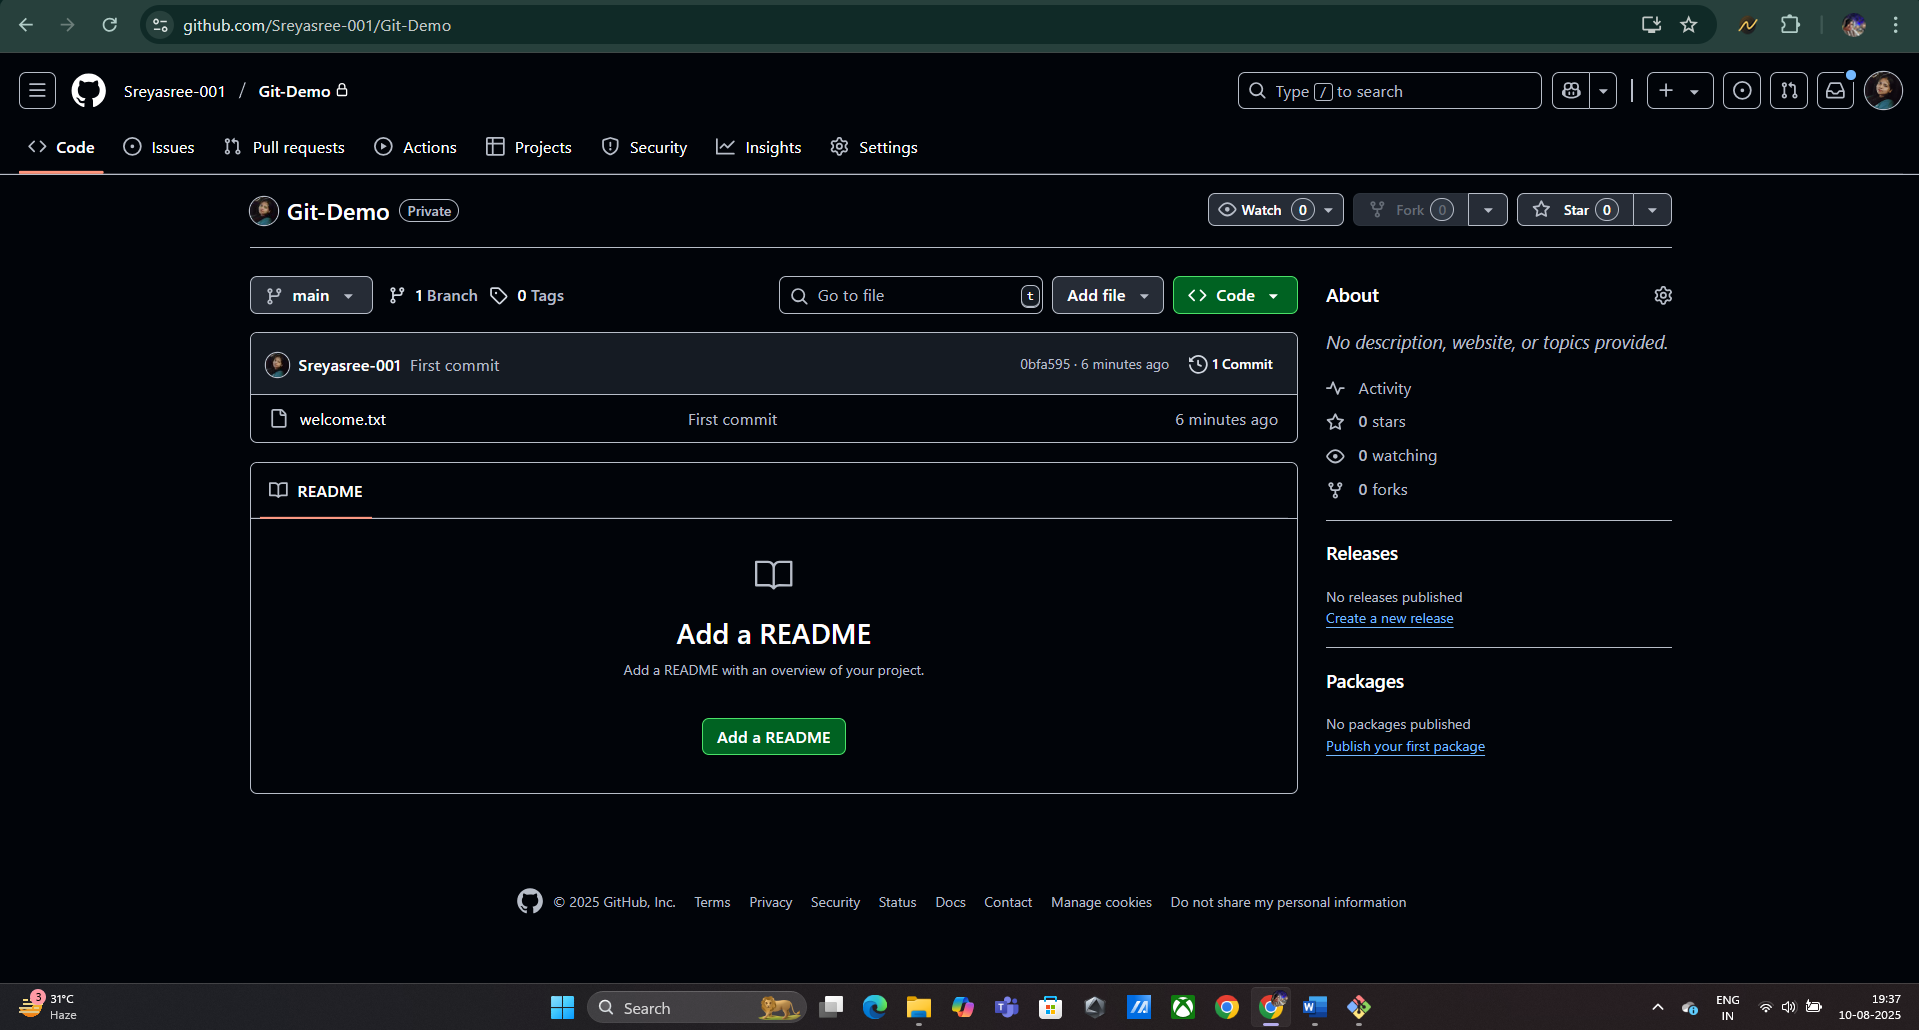 github.com/Sreyasree-001/Git-Demo
Sreyasree-001 / Git-Demo
Type / to search
Code Issues Pull requests Actions Projects Security Insights Settings
Git-Demo Private
Watch 0 Fork 0 Star 0
main 1 Branch 0 Tags Go to file t Add file Code
Sreyasree-001 First commit 0bfa595 · 6 minutes ago 1 Commit
welcome.txt First commit 6 minutes ago
README
Add a README
Add a README with an overview of your project.
Add a README
About
No description, website, or topics provided.
Activity
0 stars
0 watching
0 forks
Releases
No releases published
Create a new release
Packages
No packages published
Publish your first package
© 2025 GitHub, Inc. Terms Privacy Security Status Docs Contact Manage cookies Do not share my personal information
3
31°C
Haze
Search
W
ENG
IN
19:37
10-08-2025